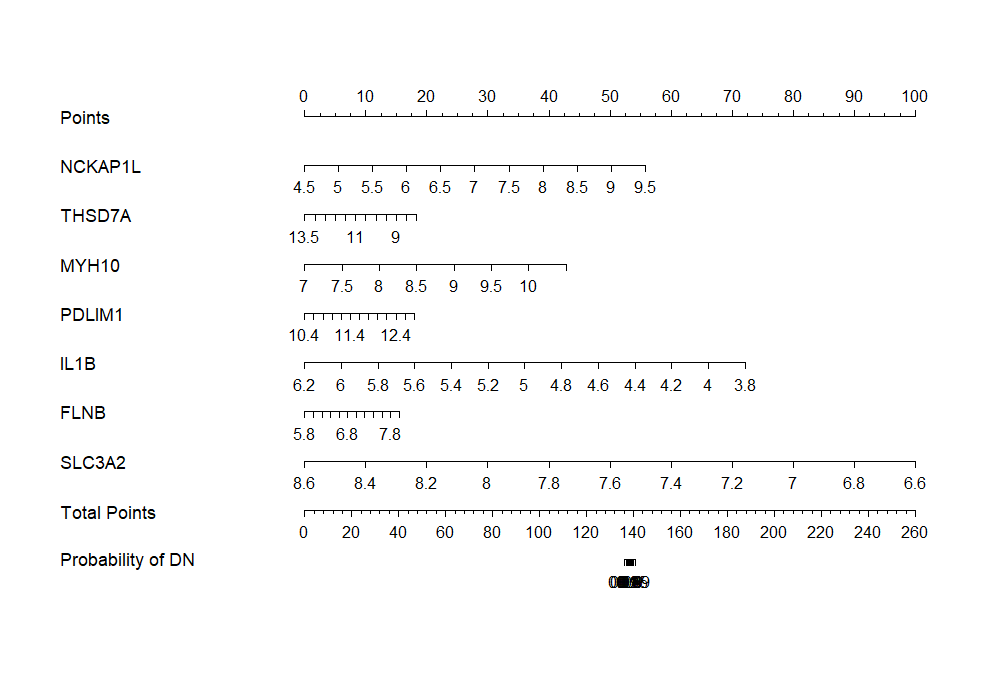 0 10 20 30 40 50 60 70 80 90 100
Points
NCKAP1L
4.5 5 5.5 6 6.5 7 7.5 8 8.5 9 9.5
THSD7A
13.5 11 9
MYH10
7 7.5 8 8.5 9 9.5 10
PDLIM1
10.4 11.4 12.4
IL1B
6.2 6 5.8 5.6 5.4 5.2 5 4.8 4.6 4.4 4.2 4 3.8
FLNB
5.8 6.8 7.8
SLC3A2
8.6 8.4 8.2 8 7.8 7.6 7.4 7.2 7 6.8 6.6
Total Points
0 20 40 60 80 100 120 140 160 180 200 220 240 260
Probability of DN